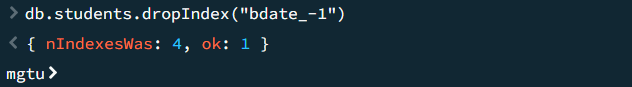 > db.students.dropIndex("bdate_-1")
< { nIndexesWas: 4, ok: 1 }
mgtu>